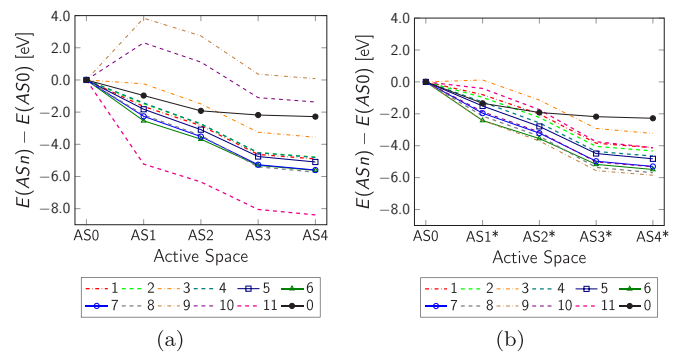 4.0 2.0 0.0 −2.0 −4.0 −6.0 −8.0
E(ASn) − E(AS0) [eV]
AS0 AS1 AS2 AS3 AS4
Active Space
1 2 3 4 5 6
7 8 9 10 11 0
(a)
4.0 2.0 0.0 −2.0 −4.0 −6.0 −8.0
E(ASn) − E(AS0) [eV]
AS0 AS1* AS2* AS3* AS4*
Active Space
1 2 3 4 5 6
7 8 9 10 11 0
(b)